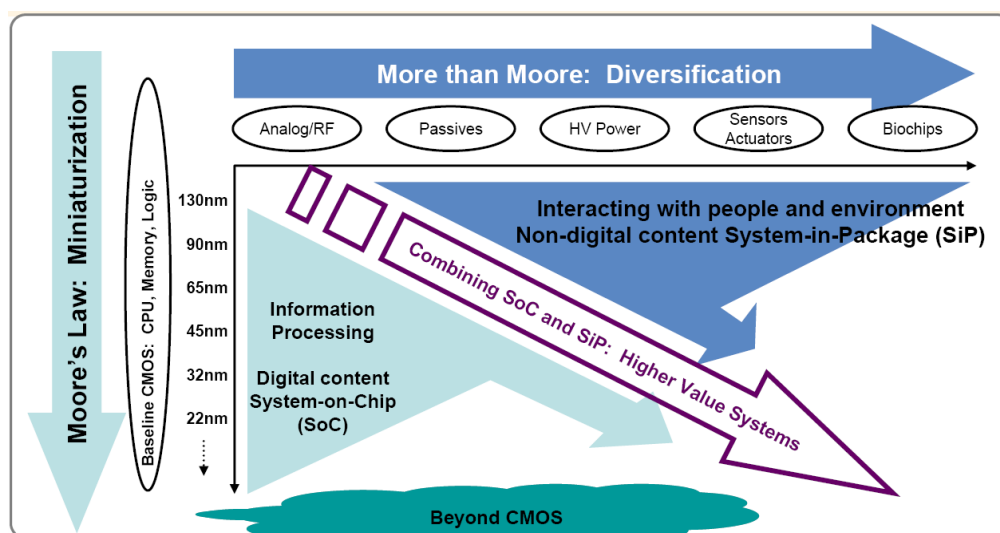 More than Moore: Diversification
Moore's Law: Miniaturization
Baseline CMOS: CPU, Memory, Logic
Analog/RF
Passives
HV Power
Sensors
Actuators
Biochips
130nm
90nm
65nm
45nm
32nm
22nm
Interacting with people and environment
Non-digital content System-in-Package (SiP)
Combining SoC and SiP: Higher Value Systems
Information
Processing
Digital content
System-on-Chip
(SoC)
Beyond CMOS